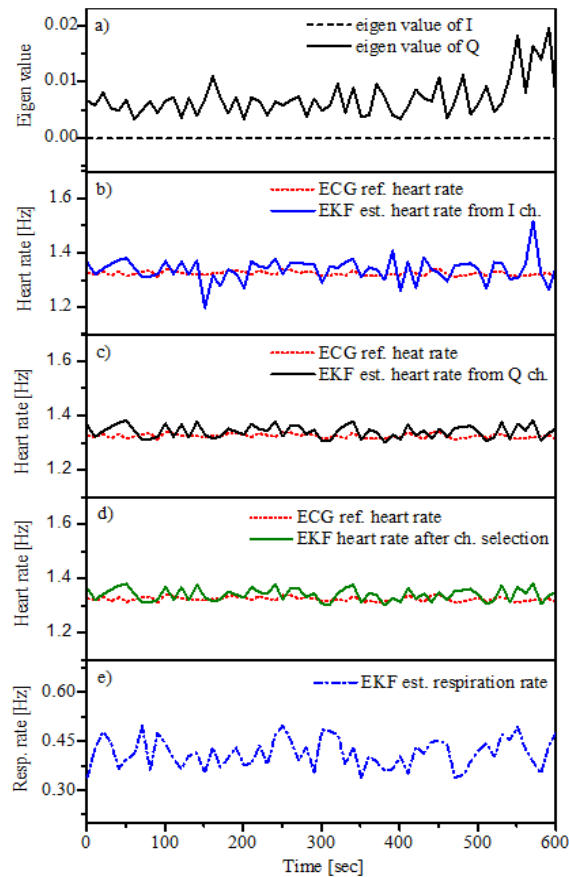 a)
eigen value of I
eigen value of Q
Eigen value
0.02
0.01
0.00
b)
ECG ref. heart rate
EKF est. heart rate from I ch.
Heart rate [Hz]
1.6
1.4
1.2
c)
ECG ref. heat rate
EKF est. heart rate from Q ch.
Heart rate [Hz]
1.6
1.4
1.2
d)
ECG ref. heart rate
EKF heart rate after ch. selection
Heart rate [Hz]
1.6
1.4
1.2
e)
EKF est. respiration rate
Resp. rate [Hz]
0.60
0.45
0.30
0 100 200 300 400 500 600
Time [sec]